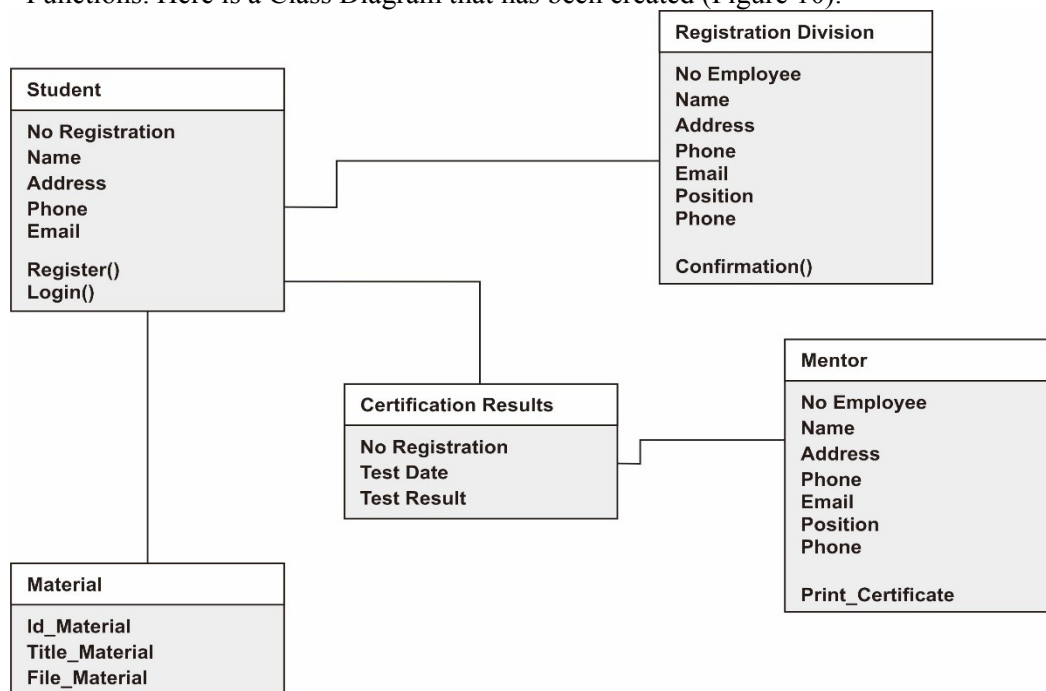 Functions. Here is a Class Diagram that has been created (Figure 10).
Registration Division
No Employee
Name
Address
Phone
Email
Position
Phone
Confirmation()
Student
No Registration
Name
Address
Phone
Email
Register()
Login()
Certification Results
No Registration
Test Date
Test Result
Mentor
No Employee
Name
Address
Phone
Email
Position
Phone
Print_Certificate
Material
Id_Material
Title_Material
File_Material